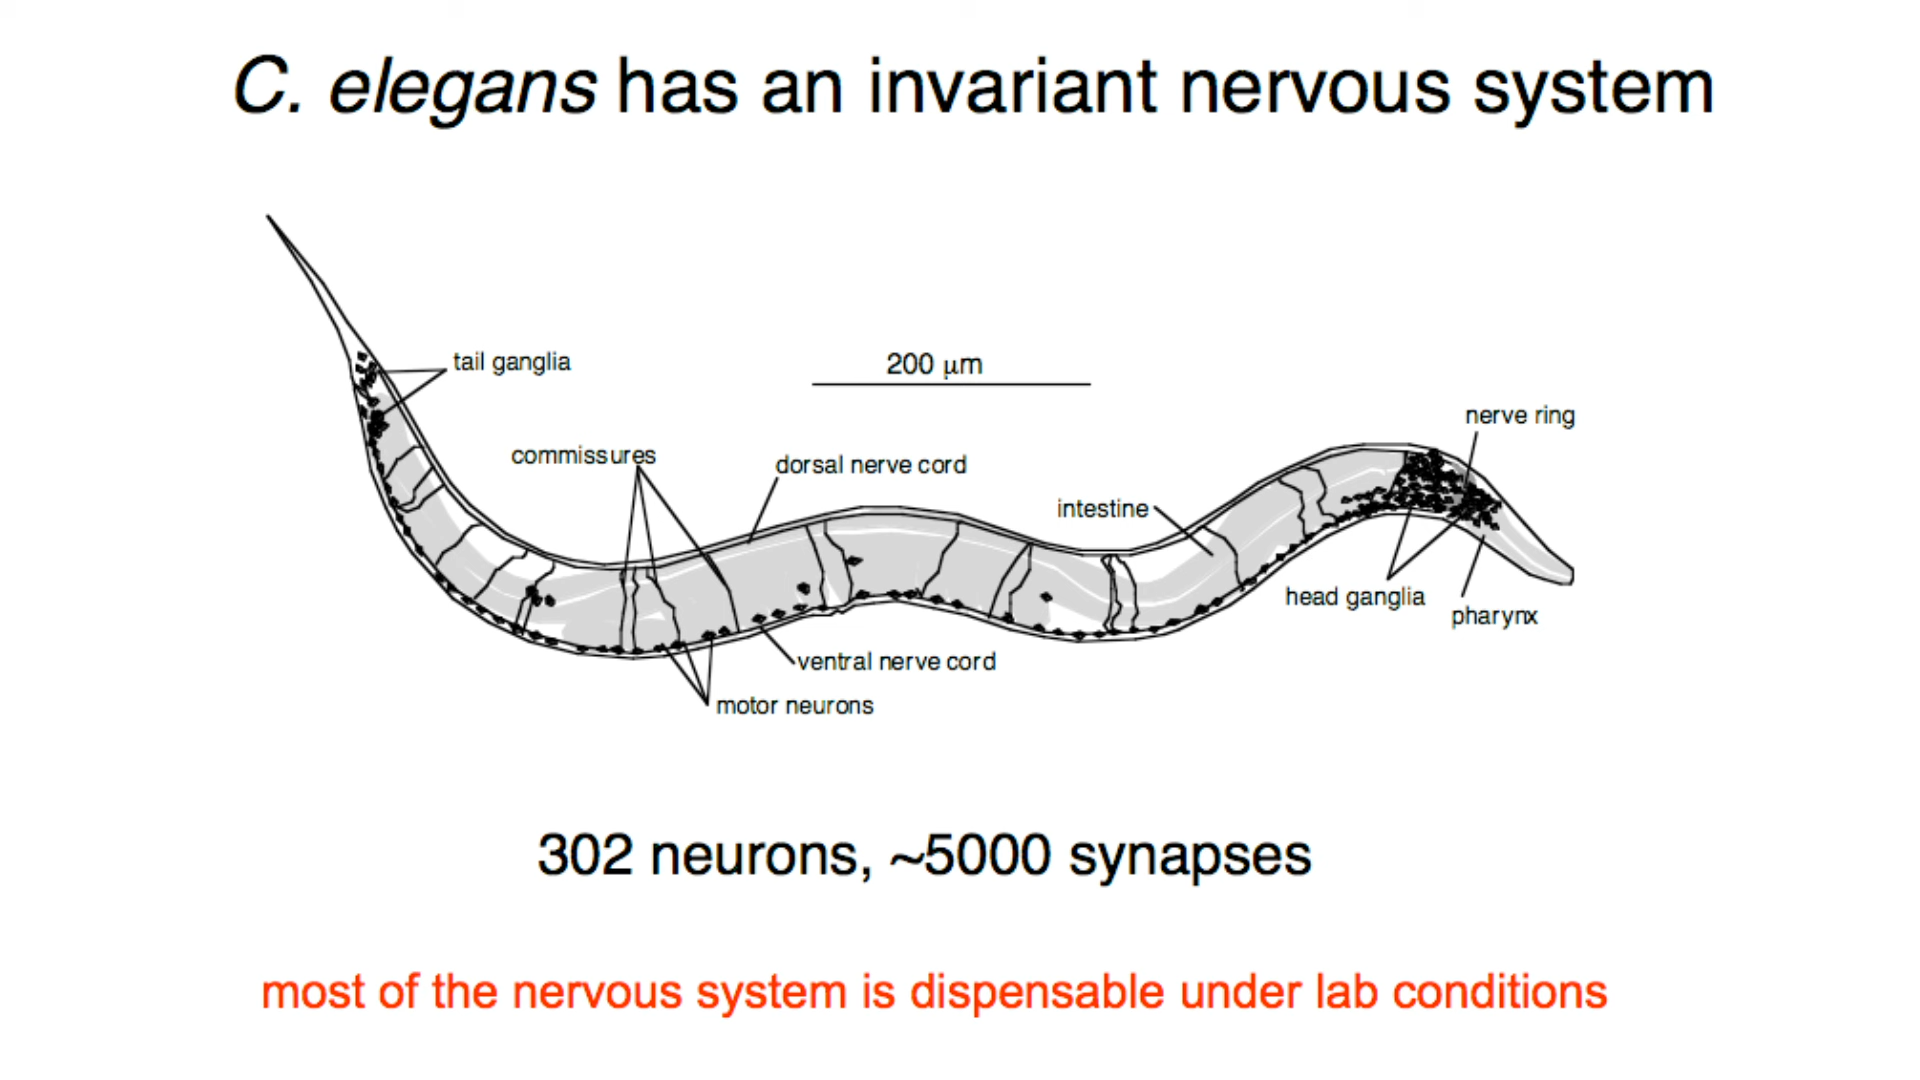 C. elegans has an invariant nervous system
tail ganglia
200 μm
nerve ring
commissures
dorsal nerve cord
intestine
head ganglia
pharynx
ventral nerve cord
motor neurons
302 neurons, ~5000 synapses
most of the nervous system is dispensable under lab conditions